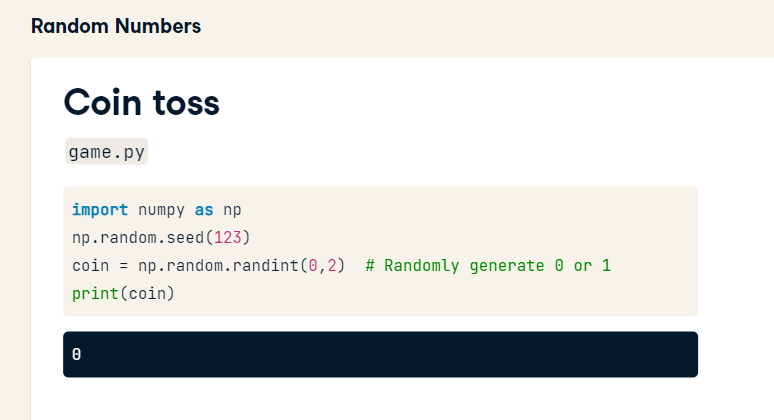 Random Numbers
Coin toss
game.py
import numpy as np
np.random.seed(123)
coin = np.random.randint(0,2)  # Randomly generate 0 or 1
print(coin)
0